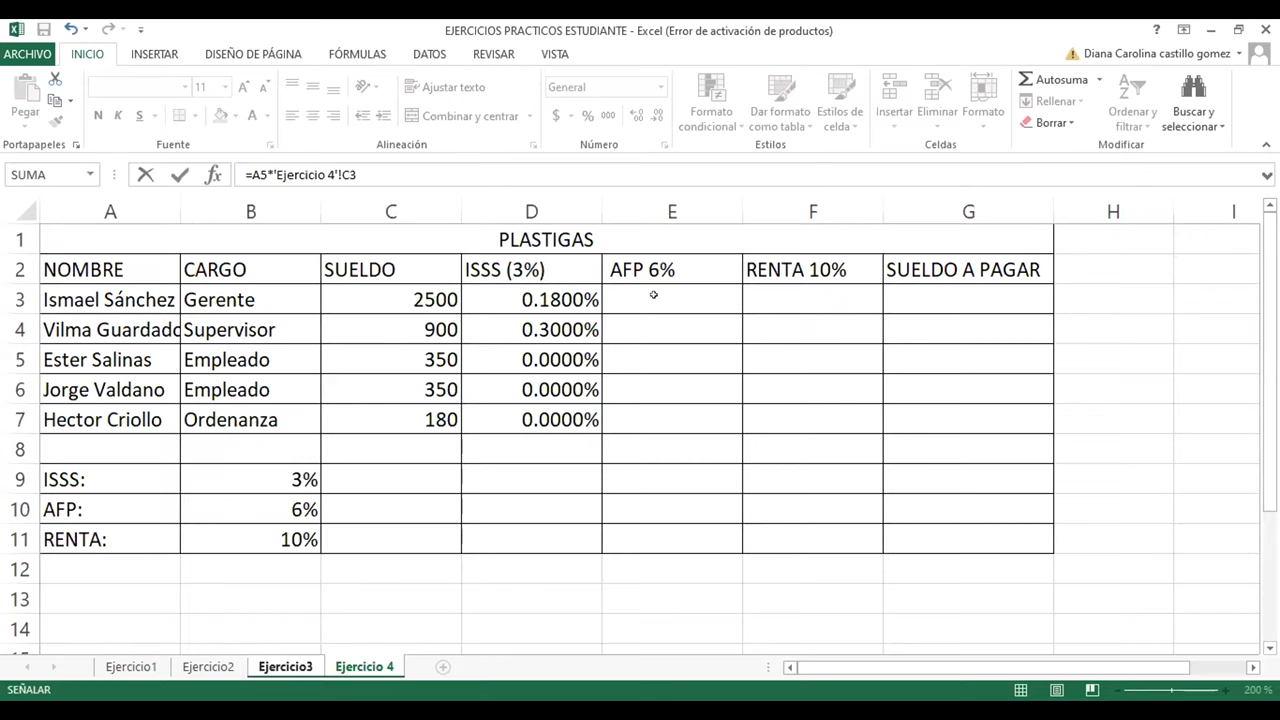 EJERCICIOS PRACTICOS ESTUDIANTE - Excel (Error de activación de productos)
ARCHIVO INICIO INSERTAR DISEÑO DE PÁGINA FÓRMULAS DATOS REVISAR VISTA Diana Carolina castillo gomez
Pegar
11
N K S
Ajustar texto
Combinar y centrar
General
$ % 000
Formato condicional
Dar formato como tabla
Estilos de celda
Insertar Eliminar Formato
Autosuma
Rellenar
Borrar
Ordenar y filtrar
Buscar y seleccionar
Portapapeles Fuente Alineación Número Estilos Celdas Modificar
SUMA fx =A5*'Ejercicio 4'!C3
A B C D E F G H I
1 PLASTIGAS
2 NOMBRE CARGO SUELDO ISSS (3%) AFP 6% RENTA 10% SUELDO A PAGAR
3 Ismael Sánchez Gerente 2500 0.1800%
4 Vilma Guardado Supervisor 900 0.3000%
5 Ester Salinas Empleado 350 0.0000%
6 Jorge Valdano Empleado 350 0.0000%
7 Hector Criollo Ordenanza 180 0.0000%
8
9 ISSS: 3%
10 AFP: 6%
11 RENTA: 10%
12
13
14
Ejercicio1 Ejercicio2 Ejercicio3 Ejercicio 4
SEÑALAR 200 %